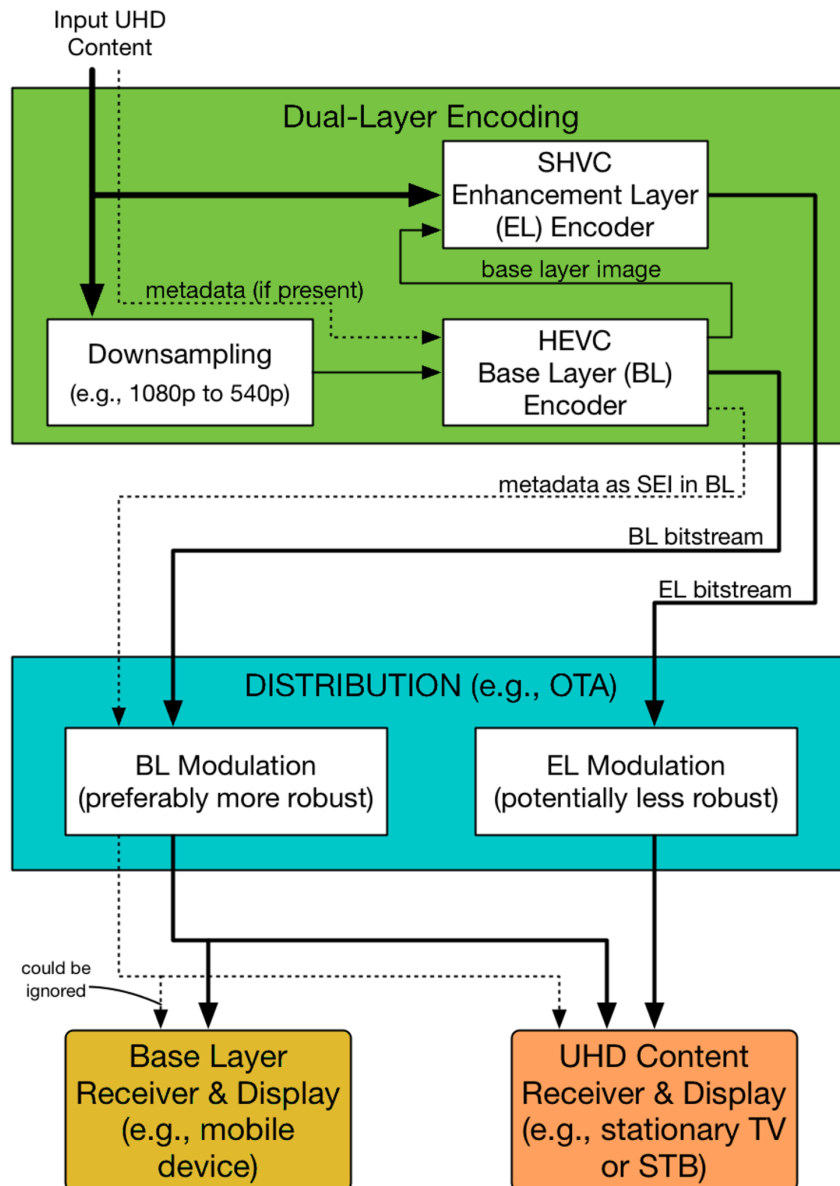 Input UHD
Content
Dual-Layer Encoding
SHVC
Enhancement Layer
(EL) Encoder
base layer image
metadata (if present)
Downsampling
(e.g., 1080p to 540p)
HEVC
Base Layer (BL)
Encoder
metadata as SEI in BL
BL bitstream
EL bitstream
DISTRIBUTION (e.g., OTA)
BL Modulation
(preferably more robust)
EL Modulation
(potentially less robust)
could be
ignored
Base Layer
Receiver & Display
(e.g., mobile
device)
UHD Content
Receiver & Display
(e.g., stationary TV
or STB)